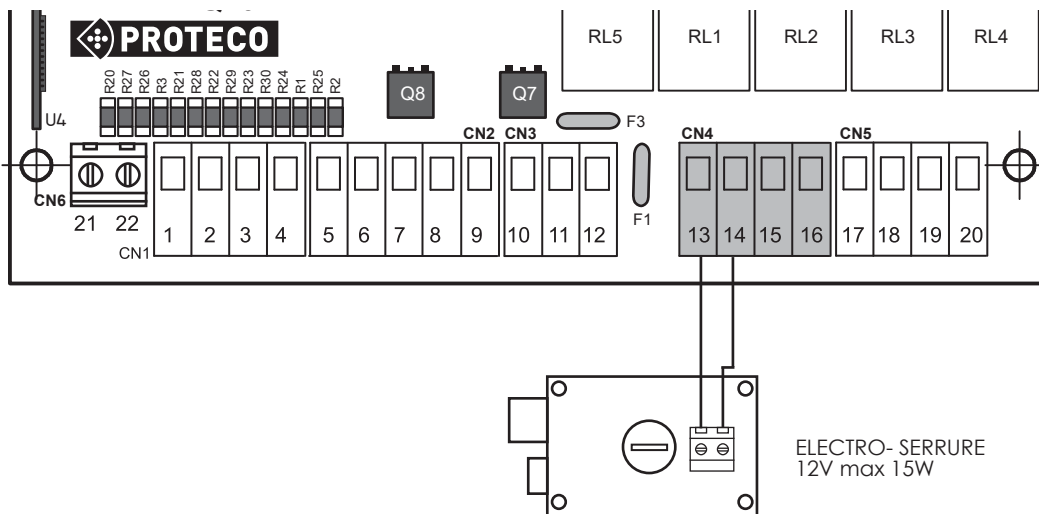 PROTECO
RL5 RL1 RL2 RL3 RL4
R20 R27 R26 R3 R21 R28 R22 R29 R23 R30 R24 R1 R25 R2
Q8 Q7
U4
F3
CN2 CN3 CN4 CN5
CN6
F1
21 22 1 2 3 4 5 6 7 8 9 10 11 12 13 14 15 16 17 18 19 20
CN1
ELECTRO- SERRURE
12V max 15W